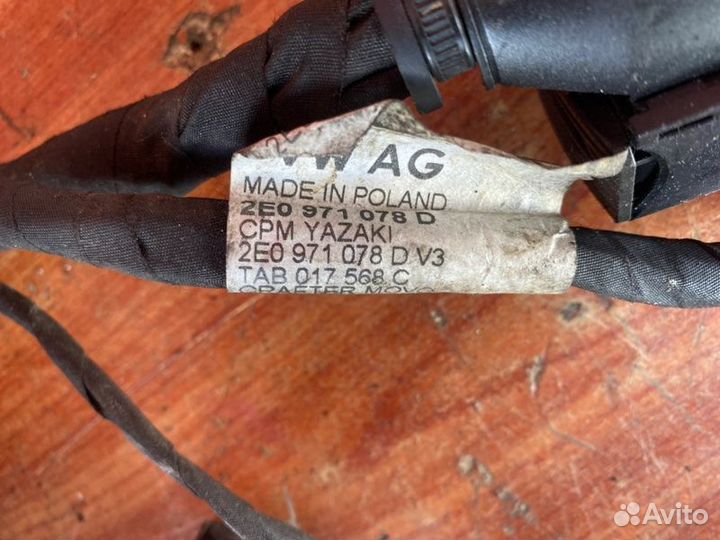 VW AG
MADE IN POLAND
2E0 971 078 D
CPM YAZAKI
2E0 971 078 D V3
TAB 017 568 C
Avito